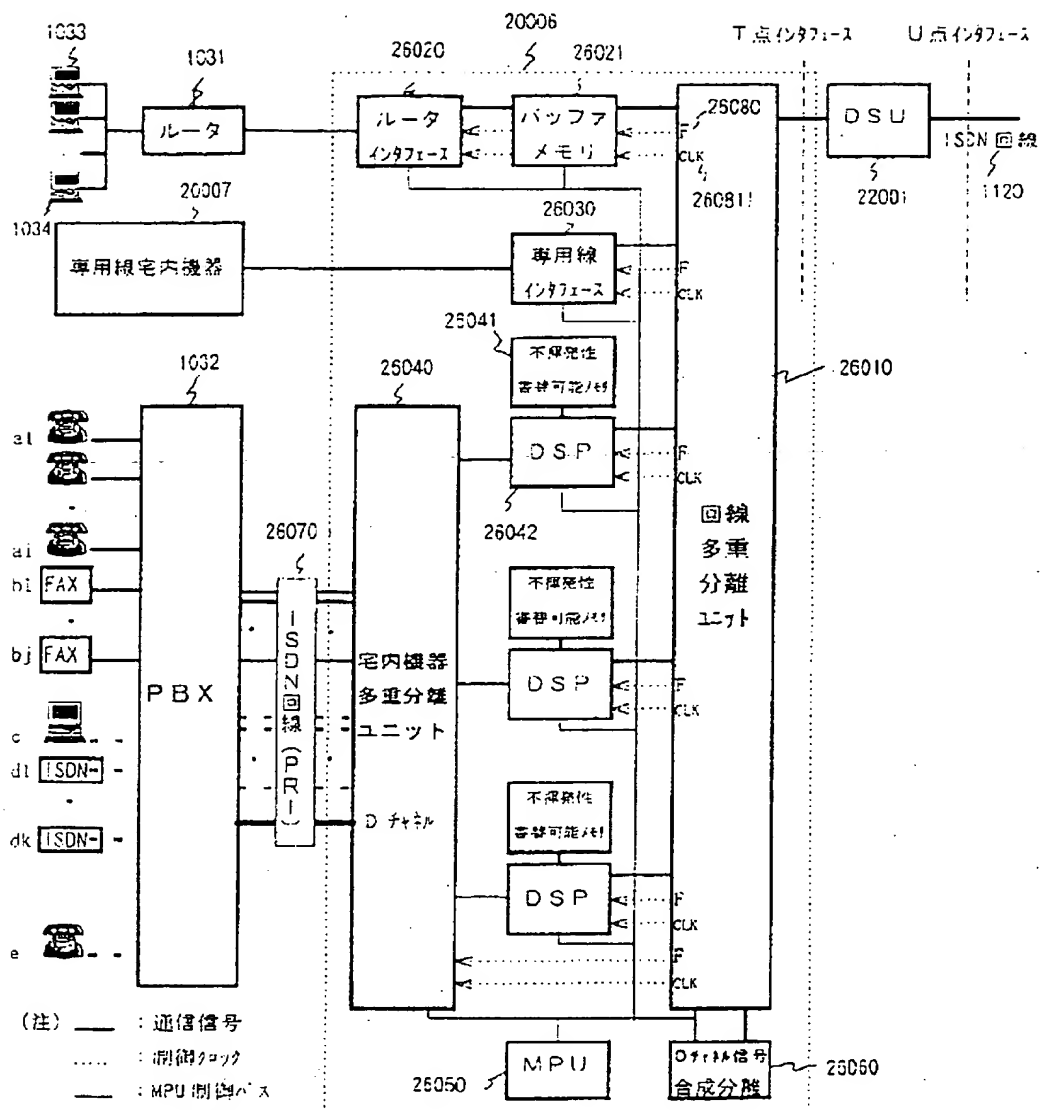 20006
T点インタフェース
U点インタフェース
1033
1031
26020
26021
ルータ
ルータ
インタフェース
バッファ
メモリ
F
26080
CLK
26081
DSU
ISDN回線
22001
1120
1034
20007
専用線宅内機器
26030
専用線
インタフェース
F
CLK
26041
不揮発性
書替可能メモリ
1032
26040
26010
DSP
F
CLK
26042
a1
ai
b1
FAX
bj
FAX
c
d1
ISDN-
dk
ISDN-
e
PBX
26070
ISDN回線(PRI)
宅内機器
多重分離
ユニット
Dチャネル
不揮発性
書替可能メモリ
DSP
F
CLK
不揮発性
書替可能メモリ
DSP
F
CLK
F
CLK
回線
多重
分離
ユニット
(注)
:通信信号
:制御クロック
:MPU制御バス
26050
MPU
Dチャネル信号
合成分離
26060